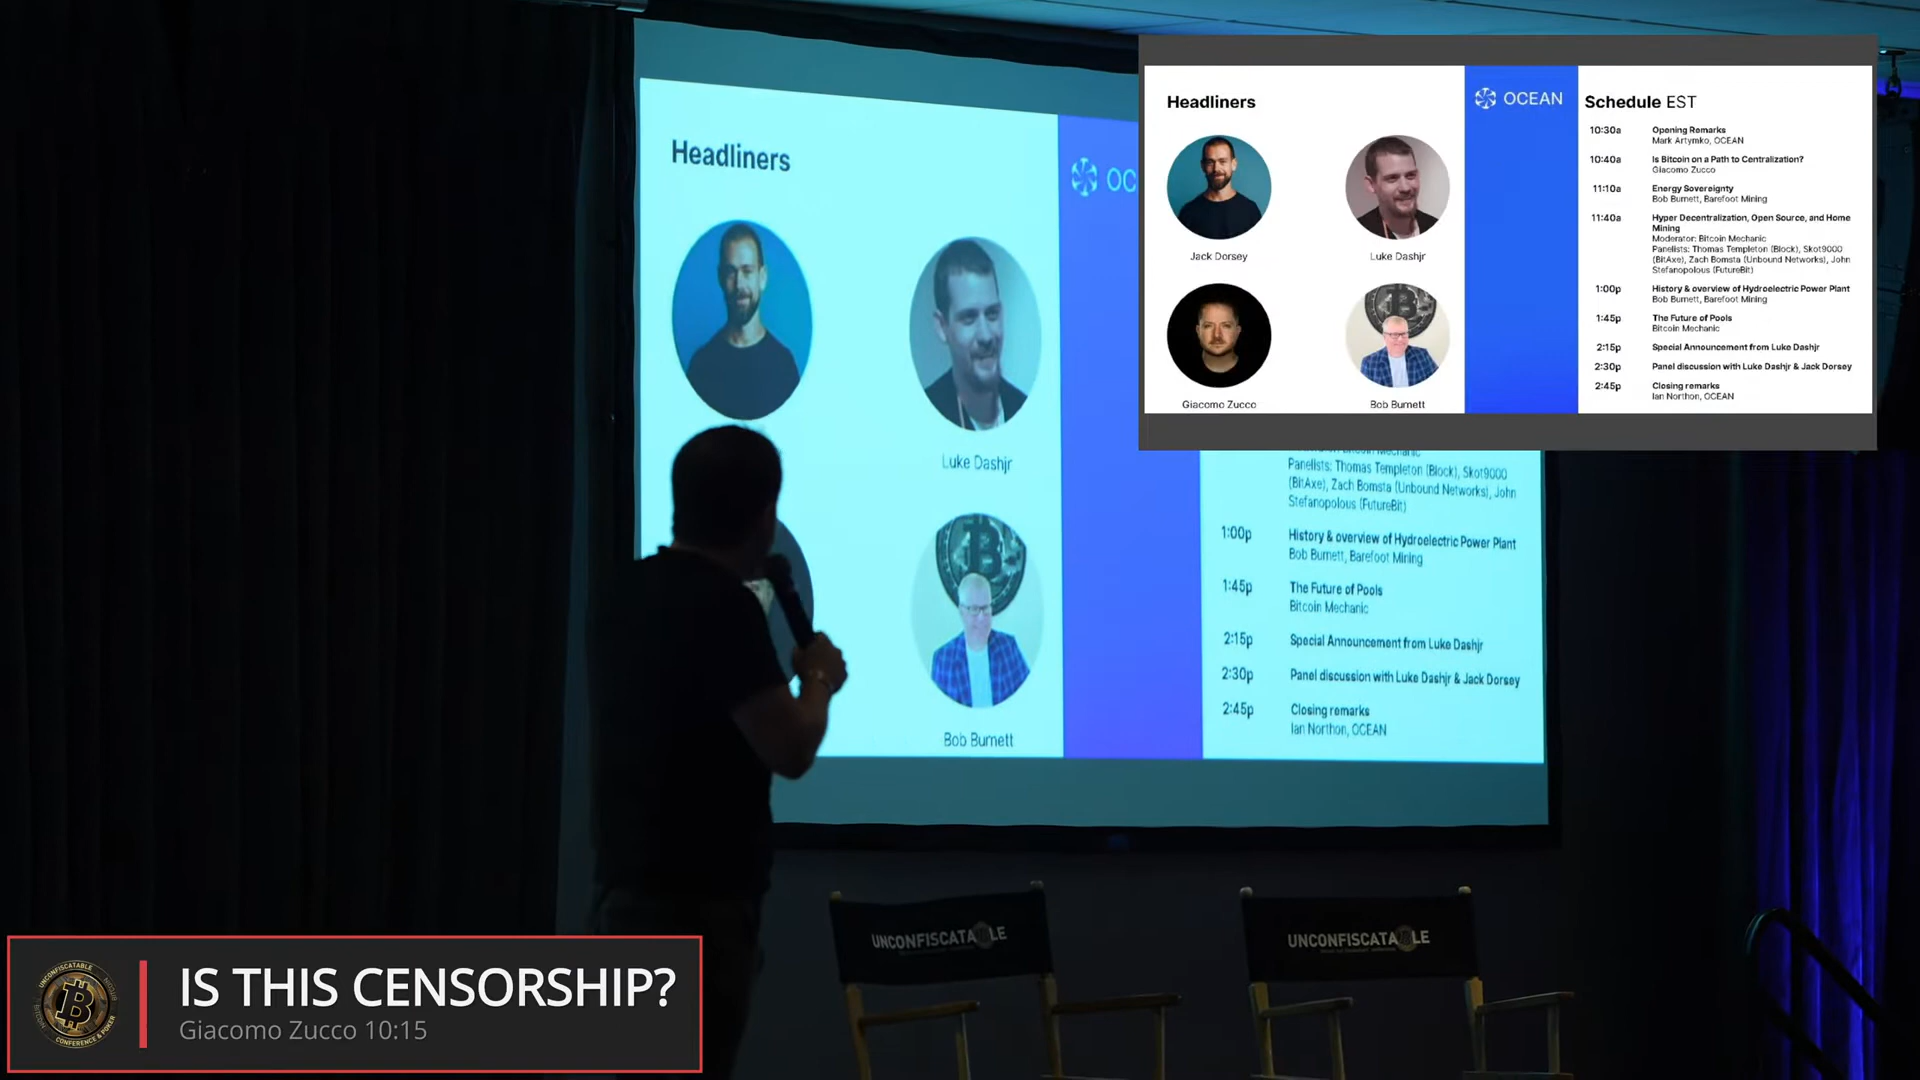 Headliners
OC
Luke Dashjr
Bob Burnett
Panelists: Thomas Templeton (Block), Skot9000
(BitAxe), Zach Bomsta (Unbound Networks), John
Stefanopolous (FutureBit)
1:00p History & overview of Hydroelectric Power Plant
Bob Burnett, Barefoot Mining
1:45p The Future of Pools
Bitcoin Mechanic
2:15p Special Announcement from Luke Dashjr
2:30p Panel discussion with Luke Dashjr & Jack Dorsey
2:45p Closing remarks
Ian Northon, OCEAN
Headliners
Jack Dorsey
Luke Dashjr
Giacomo Zucco
Bob Burnett
OCEAN
Schedule EST
10:30a Opening Remarks
Mark Artymko, OCEAN
10:40a Is Bitcoin on a Path to Centralization?
Giacomo Zucco
11:10a Energy Sovereignty
Bob Burnett, Barefoot Mining
11:40a Hyper Decentralization, Open Source, and Home
Mining
Moderator: Bitcoin Mechanic
Panelists: Thomas Templeton (Block), Skot9000
(BitAxe), Zach Bomsta (Unbound Networks), John
Stefanopolous (FutureBit)
1:00p History & overview of Hydroelectric Power Plant
Bob Burnett, Barefoot Mining
1:45p The Future of Pools
Bitcoin Mechanic
2:15p Special Announcement from Luke Dashjr
2:30p Panel discussion with Luke Dashjr & Jack Dorsey
2:45p Closing remarks
Ian Northon, OCEAN
UNCONFISCATABLE
UNCONFISCATABLE
UNCONFISCATABLE
BITCOIN
CONFERENCE & POKER
IS THIS CENSORSHIP?
Giacomo Zucco 10:15